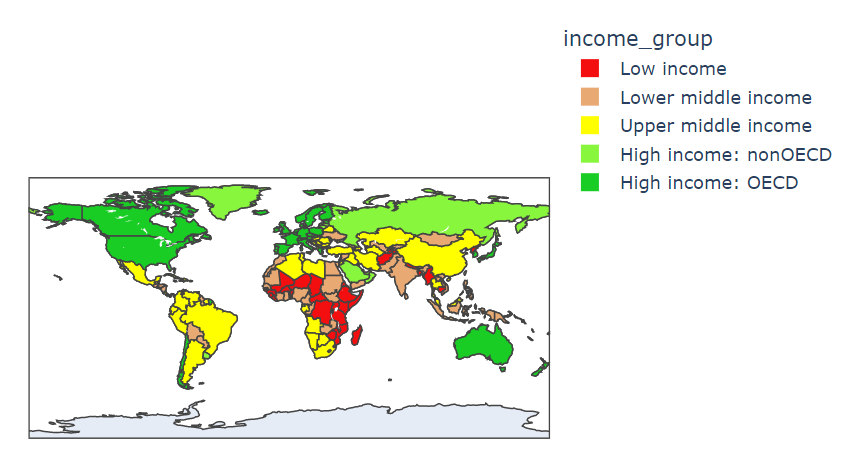 income_group
Low income
Lower middle income
Upper middle income
High income: nonOECD
High income: OECD